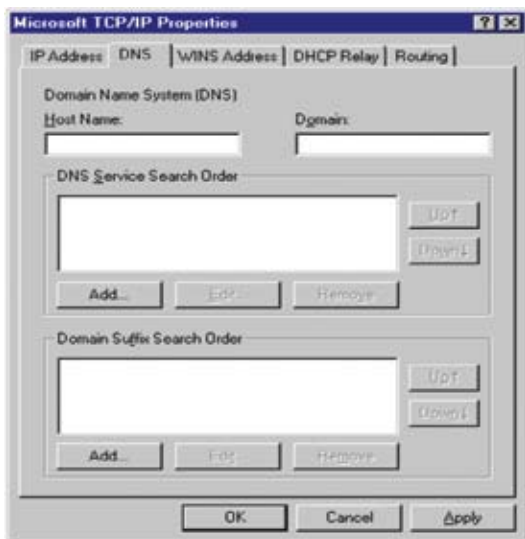 Microsoft TCP/IP Properties
IP Address DNS WINS Address DHCP Relay Routing
Domain Name System (DNS)
Host Name: Domain:
DNS Service Search Order
Up↑
Down↓
Add... Edit... Remove
Domain Suffix Search Order
Up↑
Down↓
Add... Edit... Remove
OK Cancel Apply